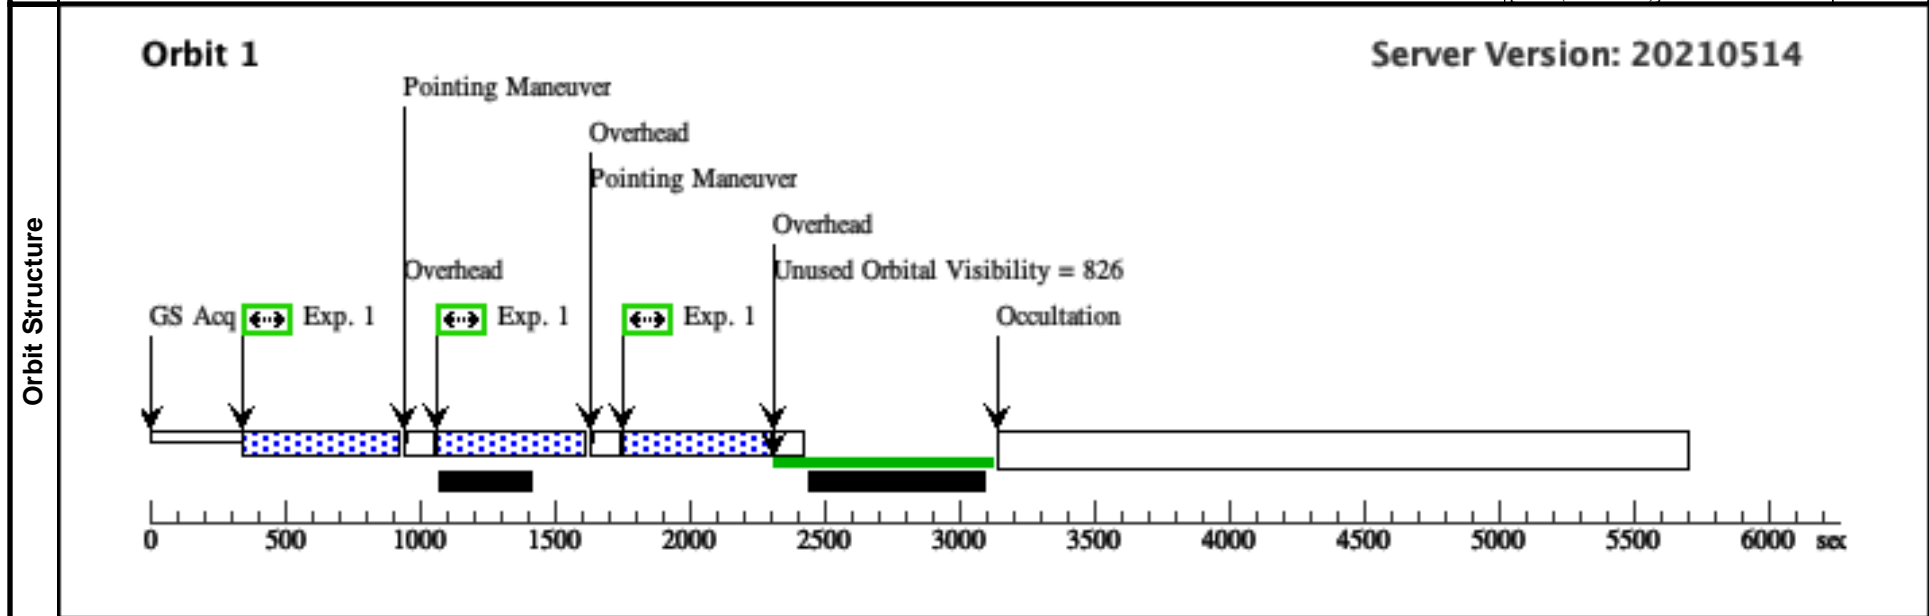 Orbit Structure
Orbit 1
Server Version: 20210514
Pointing Maneuver
Overhead
Pointing Maneuver
Overhead
Overhead
Unused Orbital Visibility = 826
GS Acq
Exp. 1
Exp. 1
Exp. 1
Occultation
0 500 1000 1500 2000 2500 3000 3500 4000 4500 5000 5500 6000 sec